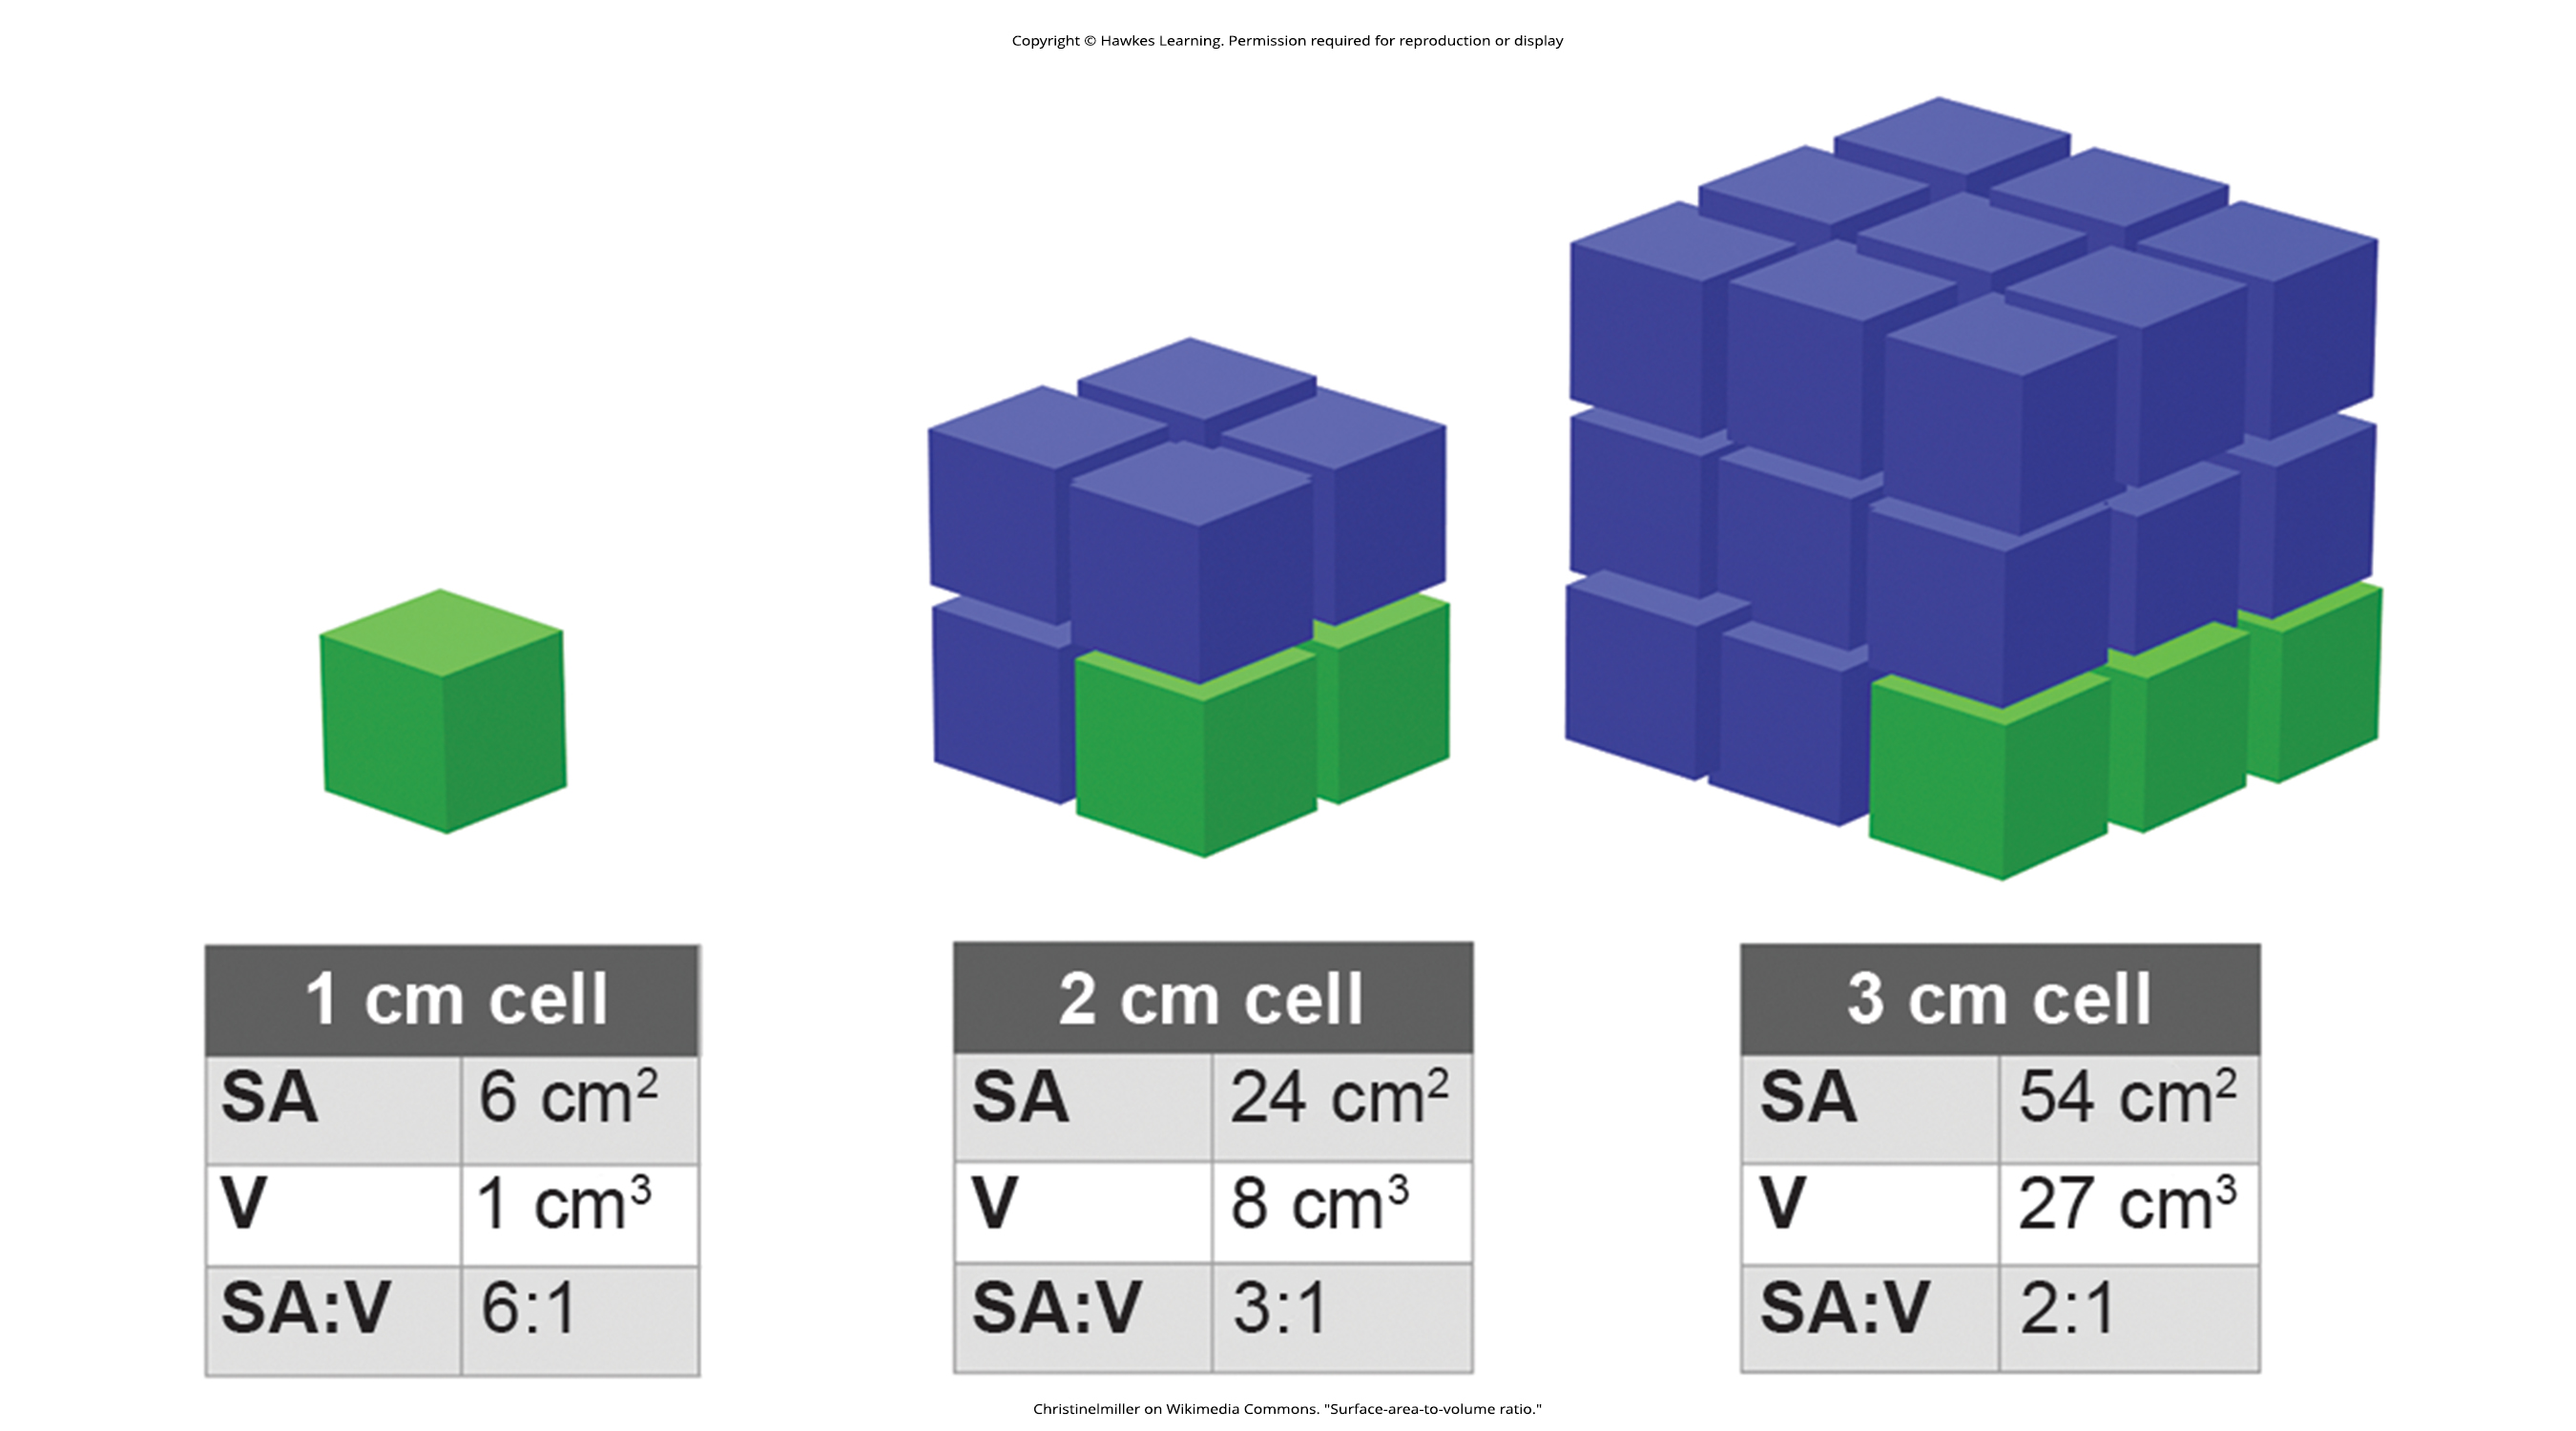 Copyright © Hawkes Learning. Permission required for reproduction or display
1 cm cell
SA 6 cm²
V 1 cm³
SA:V 6:1
2 cm cell
SA 24 cm²
V 8 cm³
SA:V 3:1
3 cm cell
SA 54 cm²
V 27 cm³
SA:V 2:1
Christinelmiller on Wikimedia Commons. "Surface-area-to-volume ratio."